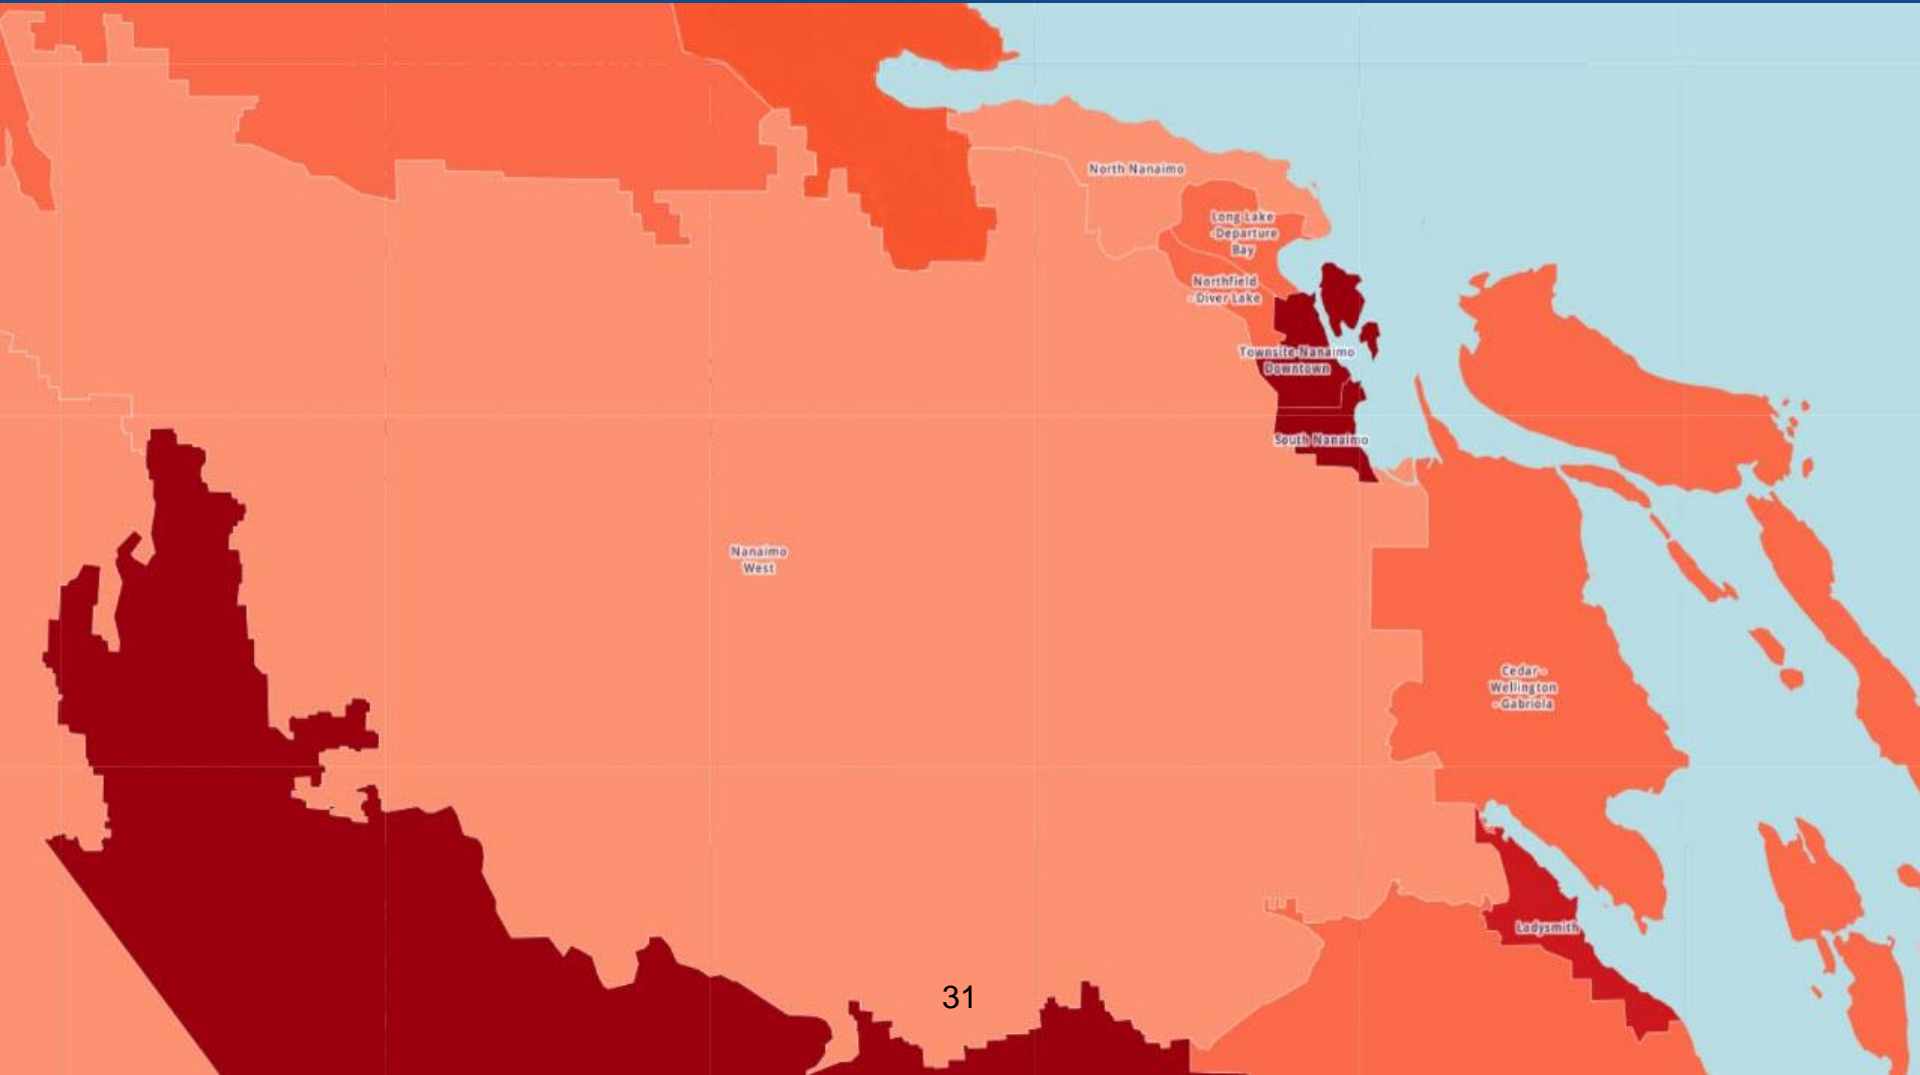 North Nanaimo
Long Lake
-Departure
Bay
Northfield
- Diver Lake
Townsite-Nanaimo
Downtown
South Nanaimo
Nanaimo
West
Cedar -
Wellington
- Gabriola
Ladysmith
31